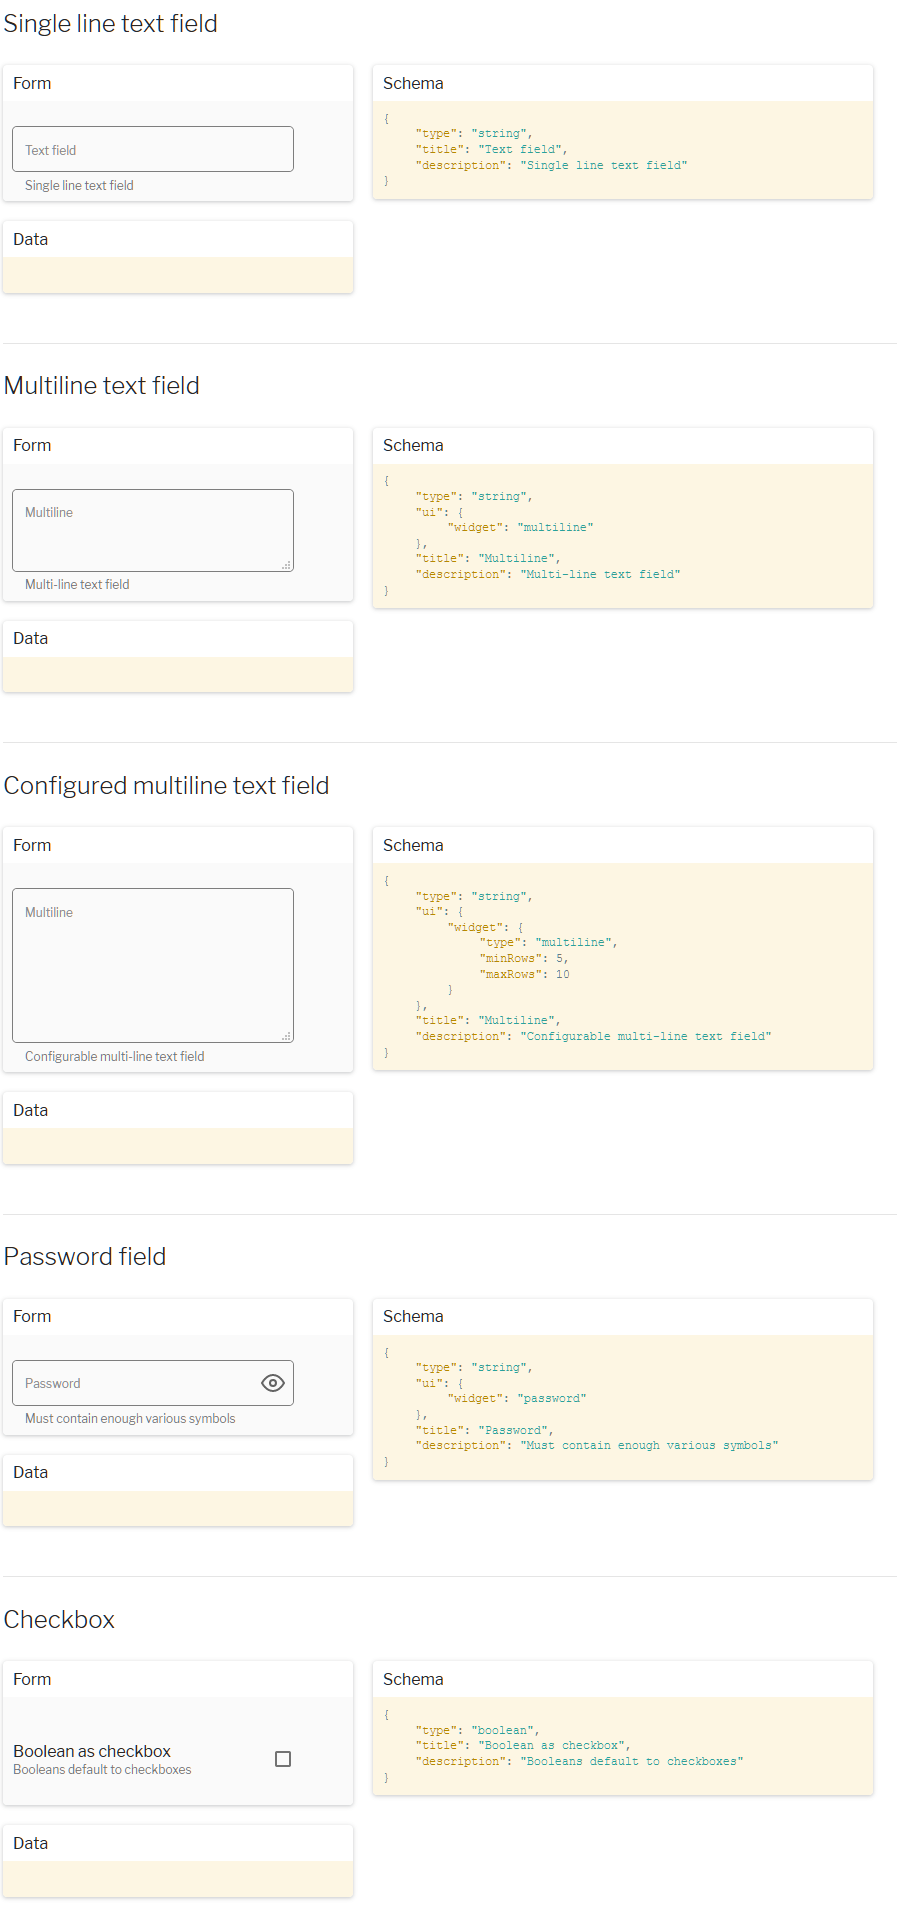 Single line text field
Form
Text field
Single line text field
Schema
{
"type": "string",
"title": "Text field",
"description": "Single line text field"
}
Data
Multiline text field
Form
Multiline
Multi-line text field
Schema
{
"type": "string",
"ui": {
"widget": "multiline"
},
"title": "Multiline",
"description": "Multi-line text field"
}
Data
Configured multiline text field
Form
Multiline
Configurable multi-line text field
Schema
{
"type": "string",
"ui": {
"widget": {
"type": "multiline",
"minRows": 5,
"maxRows": 10
}
},
"title": "Multiline",
"description": "Configurable multi-line text field"
}
Data
Password field
Form
Password
Must contain enough various symbols
Schema
{
"type": "string",
"ui": {
"widget": "password"
},
"title": "Password",
"description": "Must contain enough various symbols"
}
Data
Checkbox
Form
Boolean as checkbox
Booleans default to checkboxes
Schema
{
"type": "boolean",
"title": "Boolean as checkbox",
"description": "Booleans default to checkboxes"
}
Data